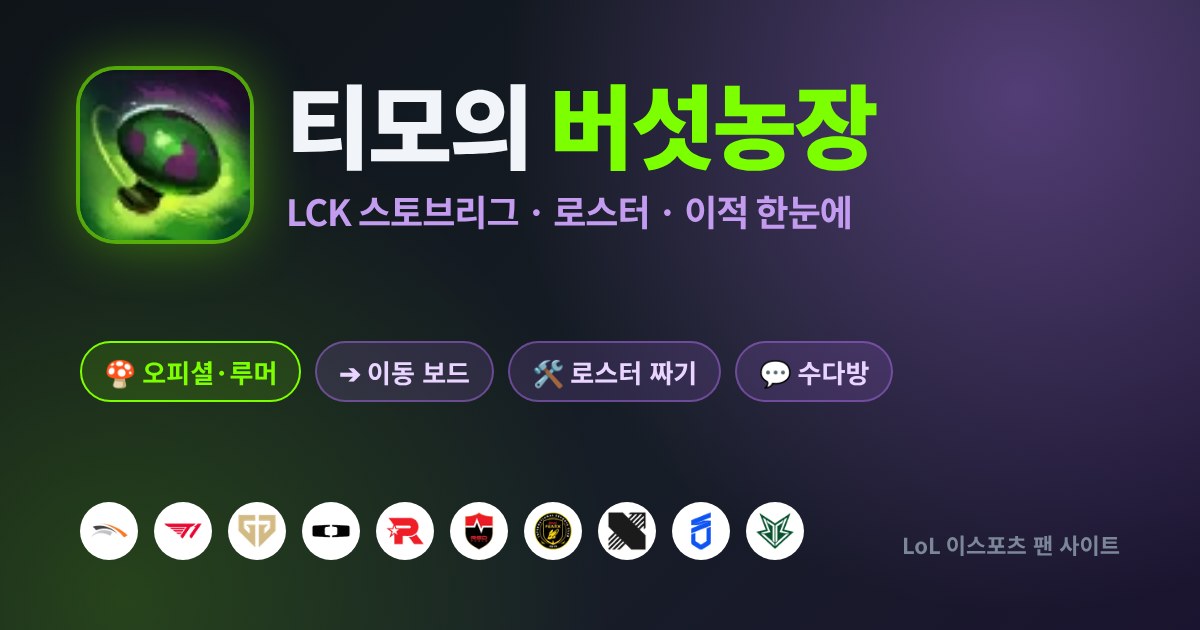 티모의 버섯농장
LCK 스토브리그 · 로스터 · 이적 한눈에
🍄 오피셜·루머
➔ 이동 보드
🛠️ 로스터 짜기
💬 수다방
LoL 이스포츠 팬 사이트